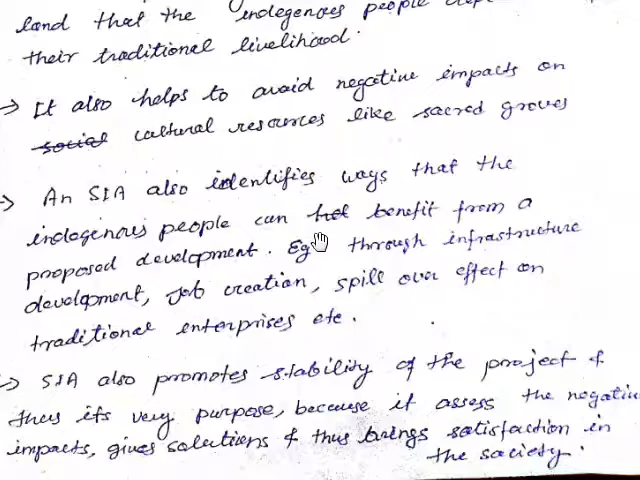 land that the indegenous people
their traditional livelihood.
→ It also helps to avoid negative impacts on
social cultural resources like sacred groves
→ An SIA also identifies ways that the
indegenous people can benefit from a
proposed development. Eg through infrastructure
development, Job creation, spill over effect on
traditional enterprises etc.
→ SIA also promotes stability of the project &
thus its very purpose, because it assess the negative
impacts, gives solutions & thus brings satisfaction in
the society.